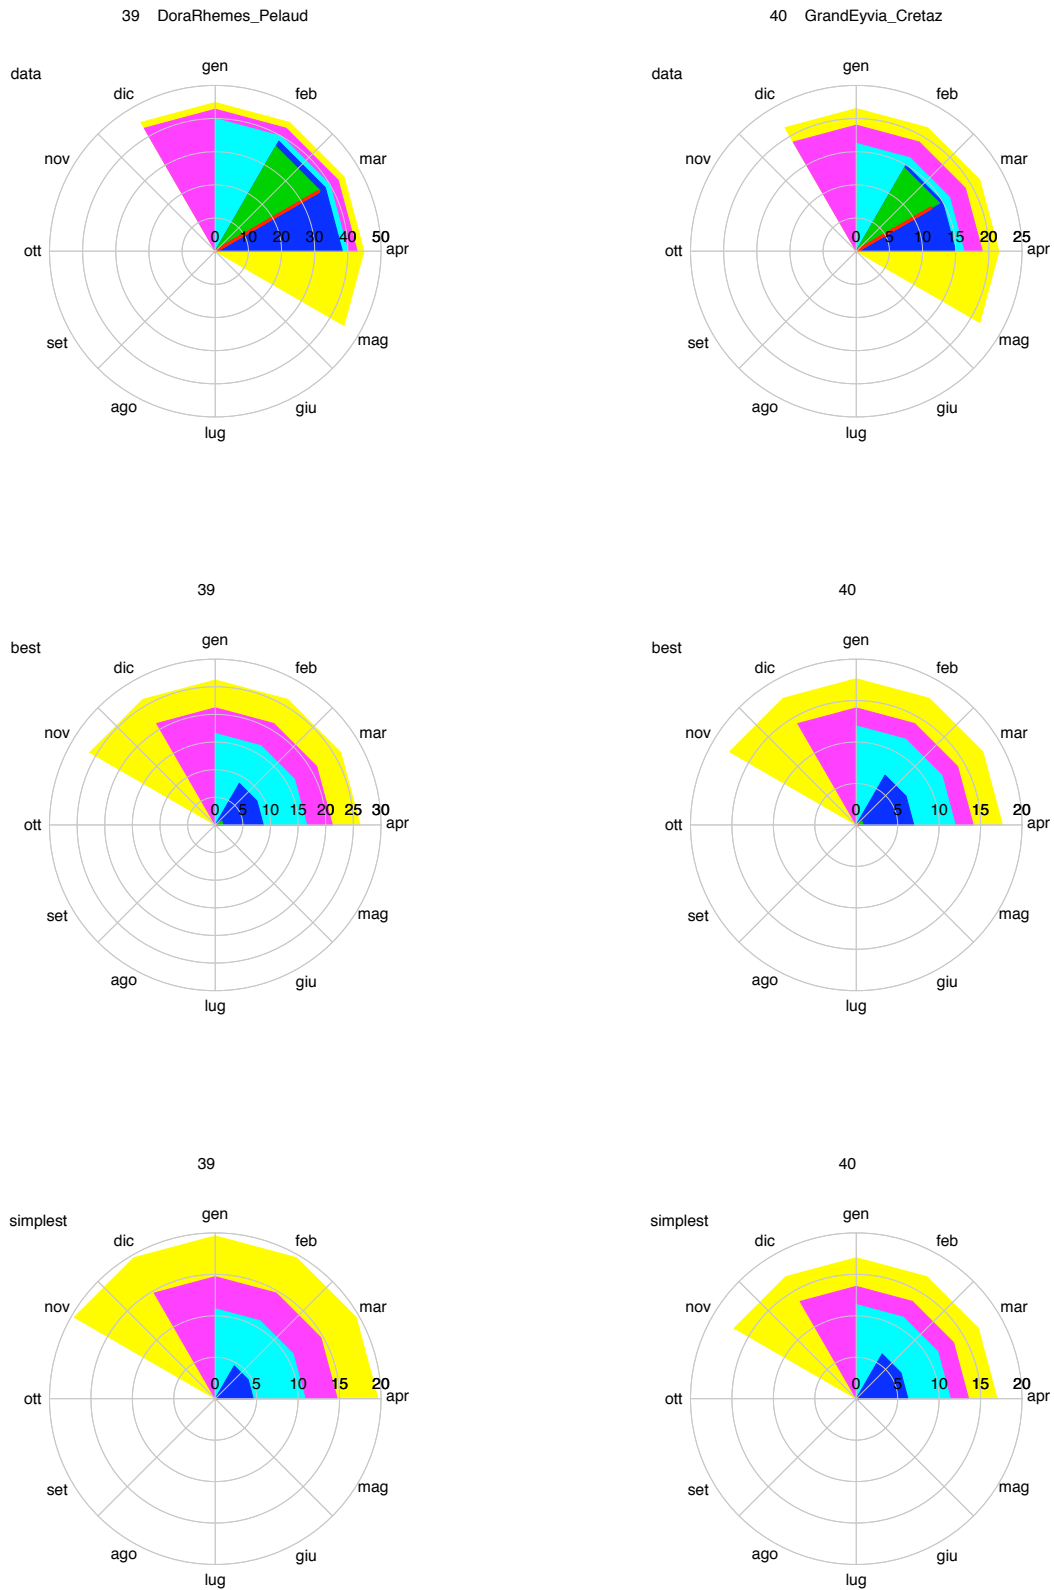 39 DoraRhemes_Pelaud
40 GrandEyvia_Cretaz
data
gen
feb
mar
apr
mag
giu
lug
ago
set
ott
nov
dic
0 10 20 30 40 50
data
gen
feb
mar
apr
mag
giu
lug
ago
set
ott
nov
dic
0 5 10 15 20 25
39
40
best
gen
feb
mar
apr
mag
giu
lug
ago
set
ott
nov
dic
0 5 10 15 20 25 30
best
gen
feb
mar
apr
mag
giu
lug
ago
set
ott
nov
dic
0 5 10 15 20
39
40
simplest
gen
feb
mar
apr
mag
giu
lug
ago
set
ott
nov
dic
0 5 10 15 20
simplest
gen
feb
mar
apr
mag
giu
lug
ago
set
ott
nov
dic
0 5 10 15 20